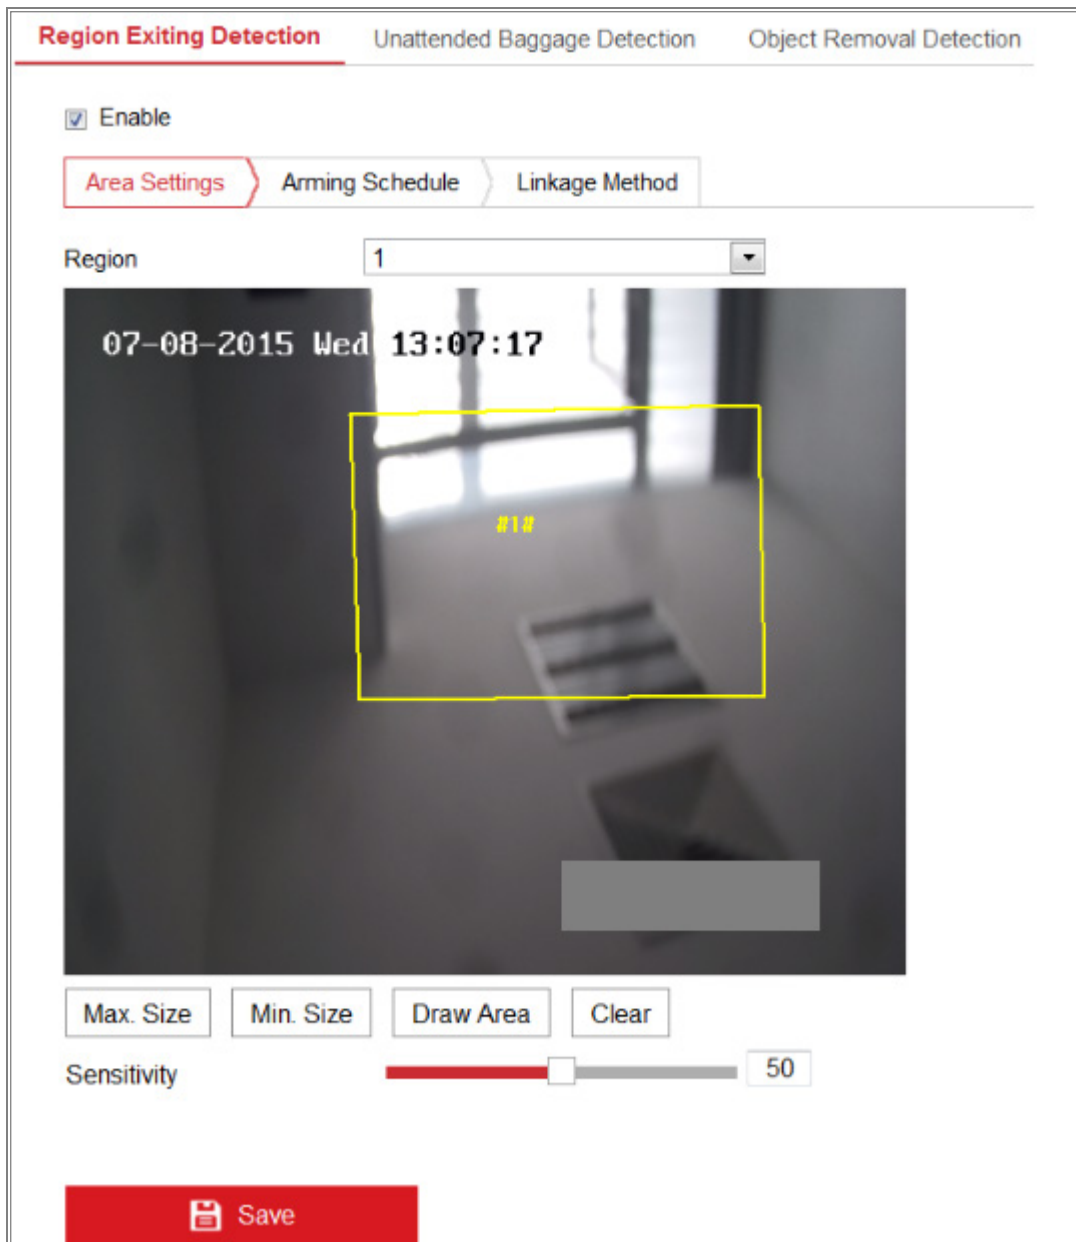 Region Exiting Detection Unattended Baggage Detection Object Removal Detection
Enable
Area Settings Arming Schedule Linkage Method
Region 1
07-08-2015 Wed 13:07:17
#1#
Max. Size Min. Size Draw Area Clear
Sensitivity 50
Save